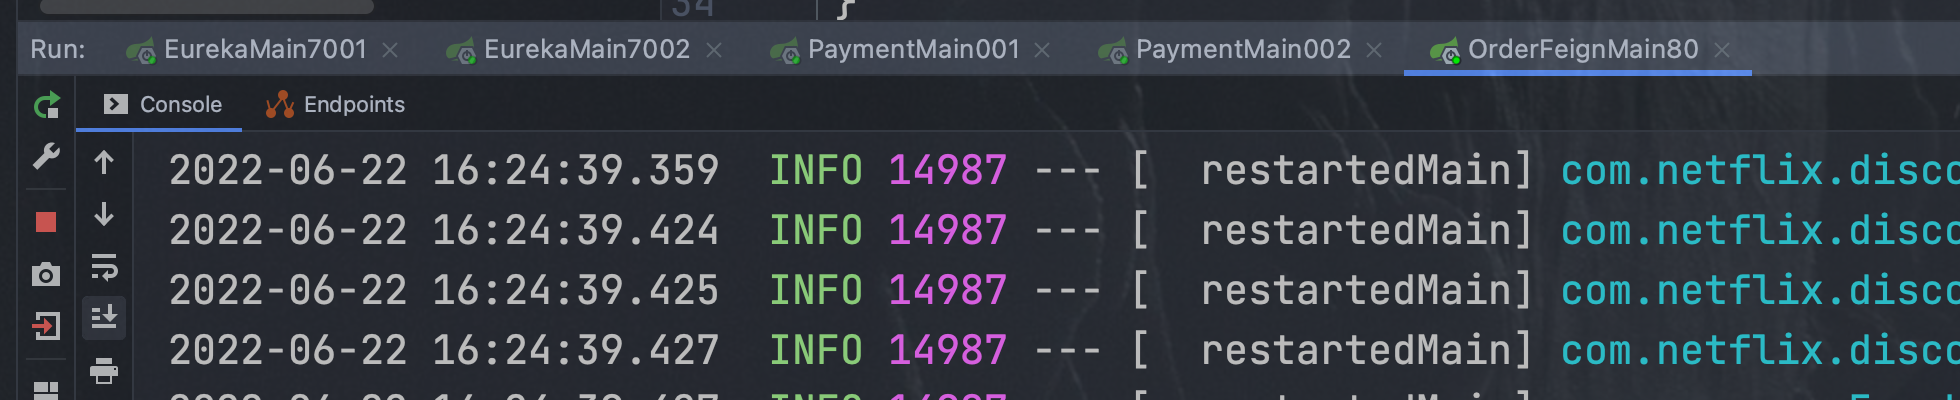 34 }
Run: EurekaMain7001 EurekaMain7002 PaymentMain001 PaymentMain002 OrderFeignMain80
Console Endpoints
2022-06-22 16:24:39.359  INFO 14987 --- [  restartedMain] com.netflix.disco
2022-06-22 16:24:39.424  INFO 14987 --- [  restartedMain] com.netflix.disco
2022-06-22 16:24:39.425  INFO 14987 --- [  restartedMain] com.netflix.disco
2022-06-22 16:24:39.427  INFO 14987 --- [  restartedMain] com.netflix.disco